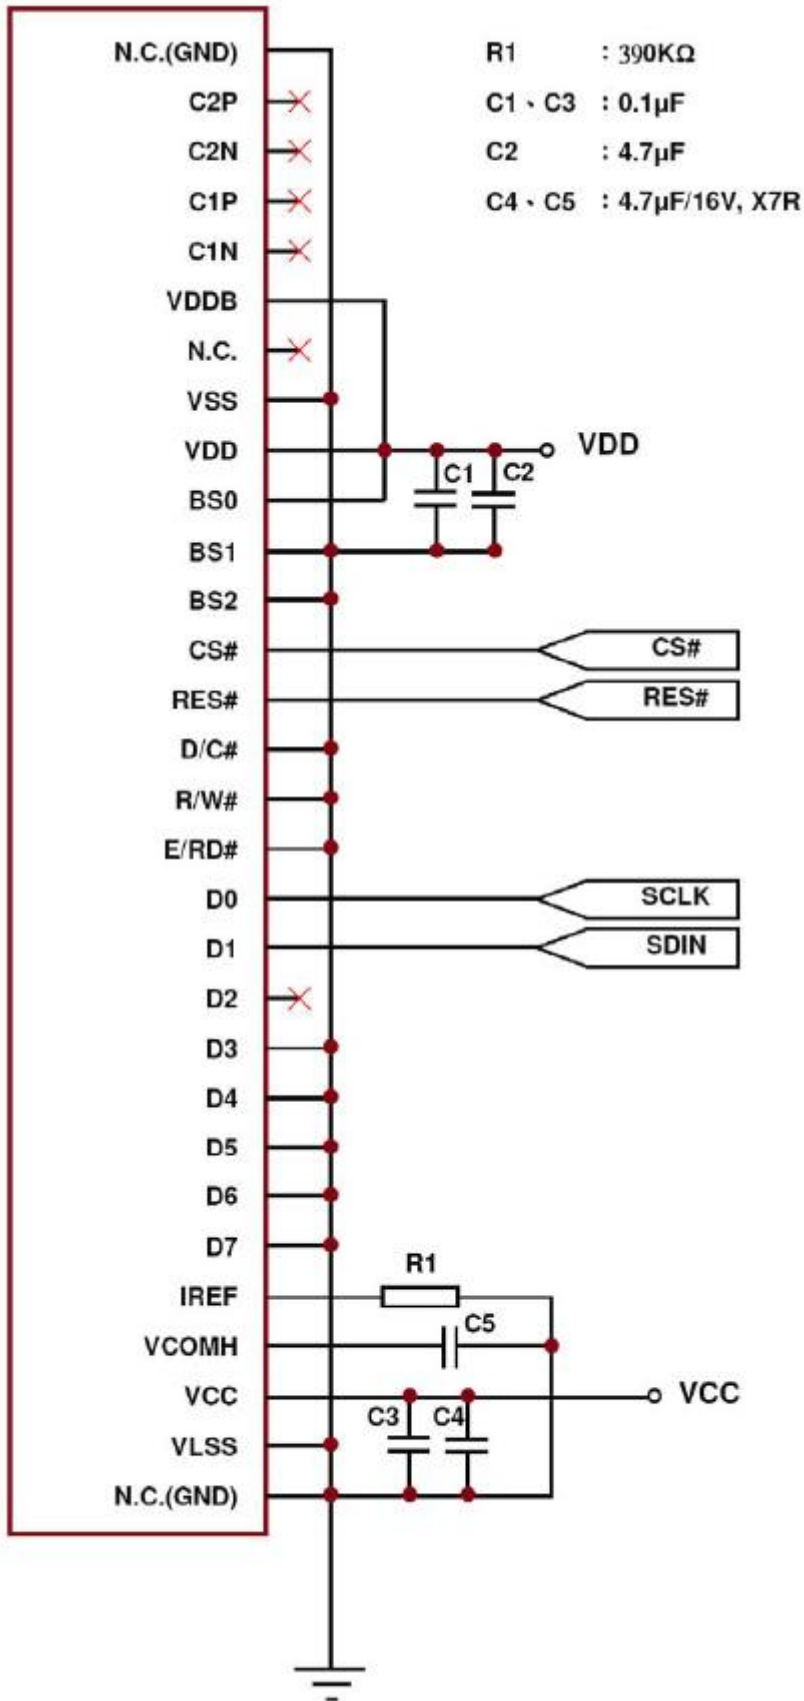 N.C.(GND)
C2P
C2N
C1P
C1N
VDDB
N.C.
VSS
VDD
BS0
BS1
BS2
CS#
RES#
D/C#
R/W#
E/RD#
D0
D1
D2
D3
D4
D5
D6
D7
IREF
VCOMH
VCC
VLSS
N.C.(GND)
R1 : 390KΩ
C1、C3 : 0.1μF
C2 : 4.7μF
C4、C5 : 4.7μF/16V, X7R
VDD
C1
C2
CS#
RES#
SCLK
SDIN
R1
C5
VCC
C3
C4